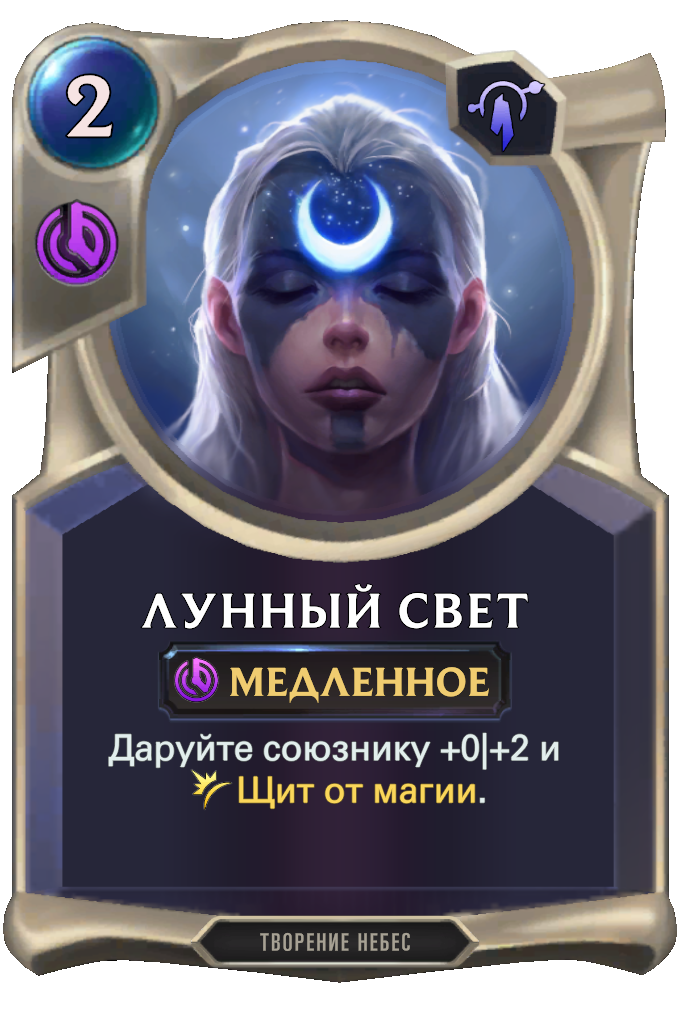 2
ЛУННЫЙ СВЕТ
МЕДЛЕННОЕ
Даруйте союзнику +0|+2 и
Щит от магии.
ТВОРЕНИЕ НЕБЕС